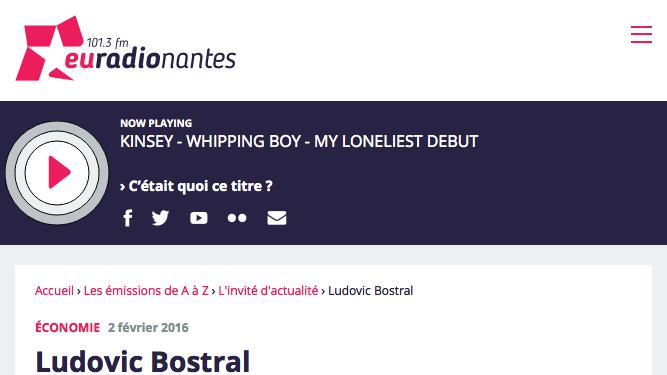 101.3 fm
euradionantes
NOW PLAYING
KINSEY - WHIPPING BOY - MY LONELIEST DEBUT
› C'était quoi ce titre ?
Accueil › Les émissions de A à Z › L'invité d'actualité › Ludovic Bostral
ÉCONOMIE 2 février 2016
Ludovic Bostral